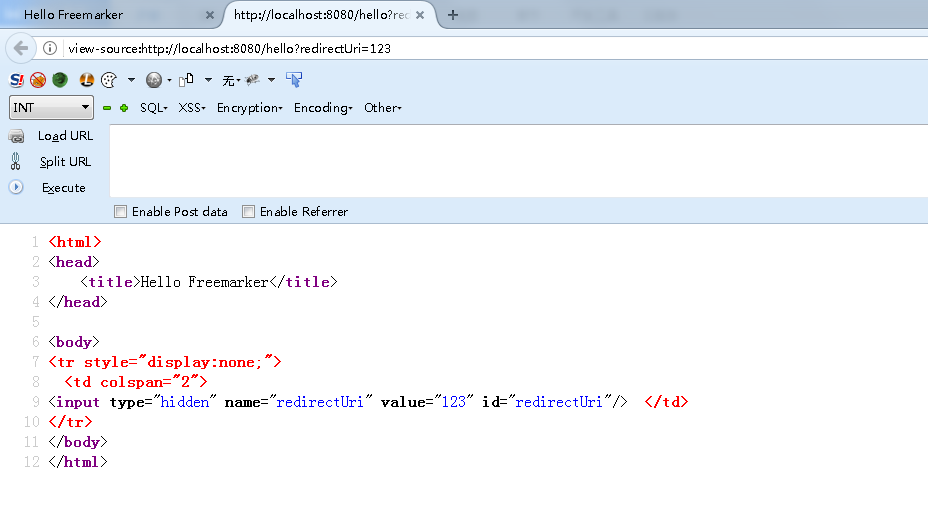 Hello Freemarker
http://localhost:8080/hello?redi
view-source:http://localhost:8080/hello?redirectUri=123
S!
无
INT
SQL
XSS
Encryption
Encoding
Other
Load URL
Split URL
Execute
Enable Post data
Enable Referrer
1 <html>
2 <head>
3 <title>Hello Freemarker</title>
4 </head>
5
6 <body>
7 <tr style="display:none;">
8 <td colspan="2">
9 <input type="hidden" name="redirectUri" value="123" id="redirectUri"/> </td>
10 </tr>
11 </body>
12 </html>